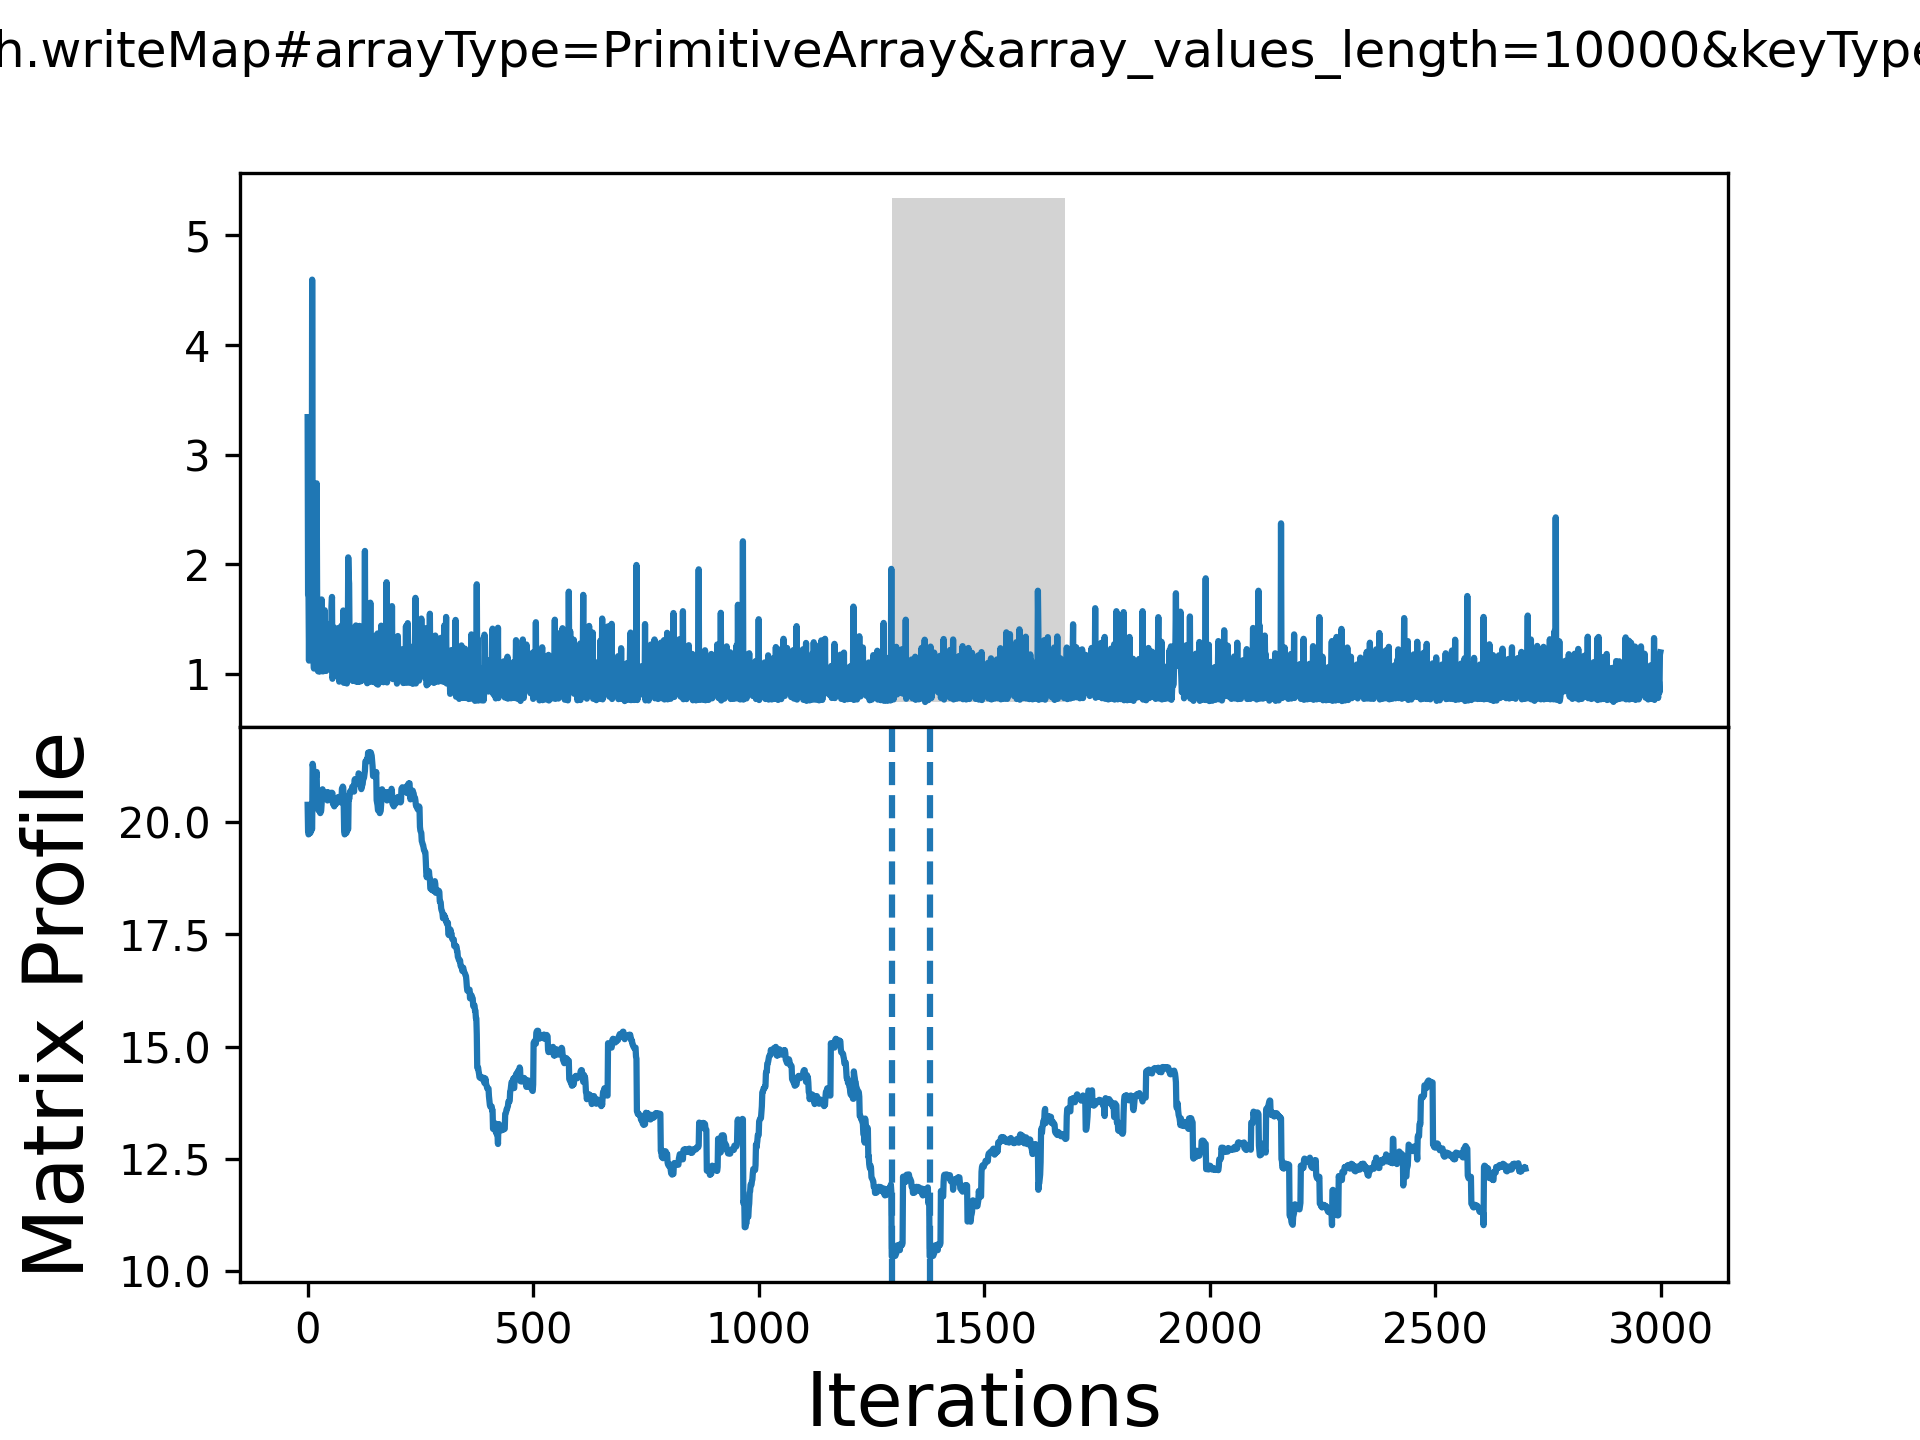 h.writeMap#arrayType=PrimitiveArray&array_values_length=10000&keyType
5
4
3
2
1
Matrix Profile
20.0
17.5
15.0
12.5
10.0
0 500 1000 1500 2000 2500 3000
Iterations